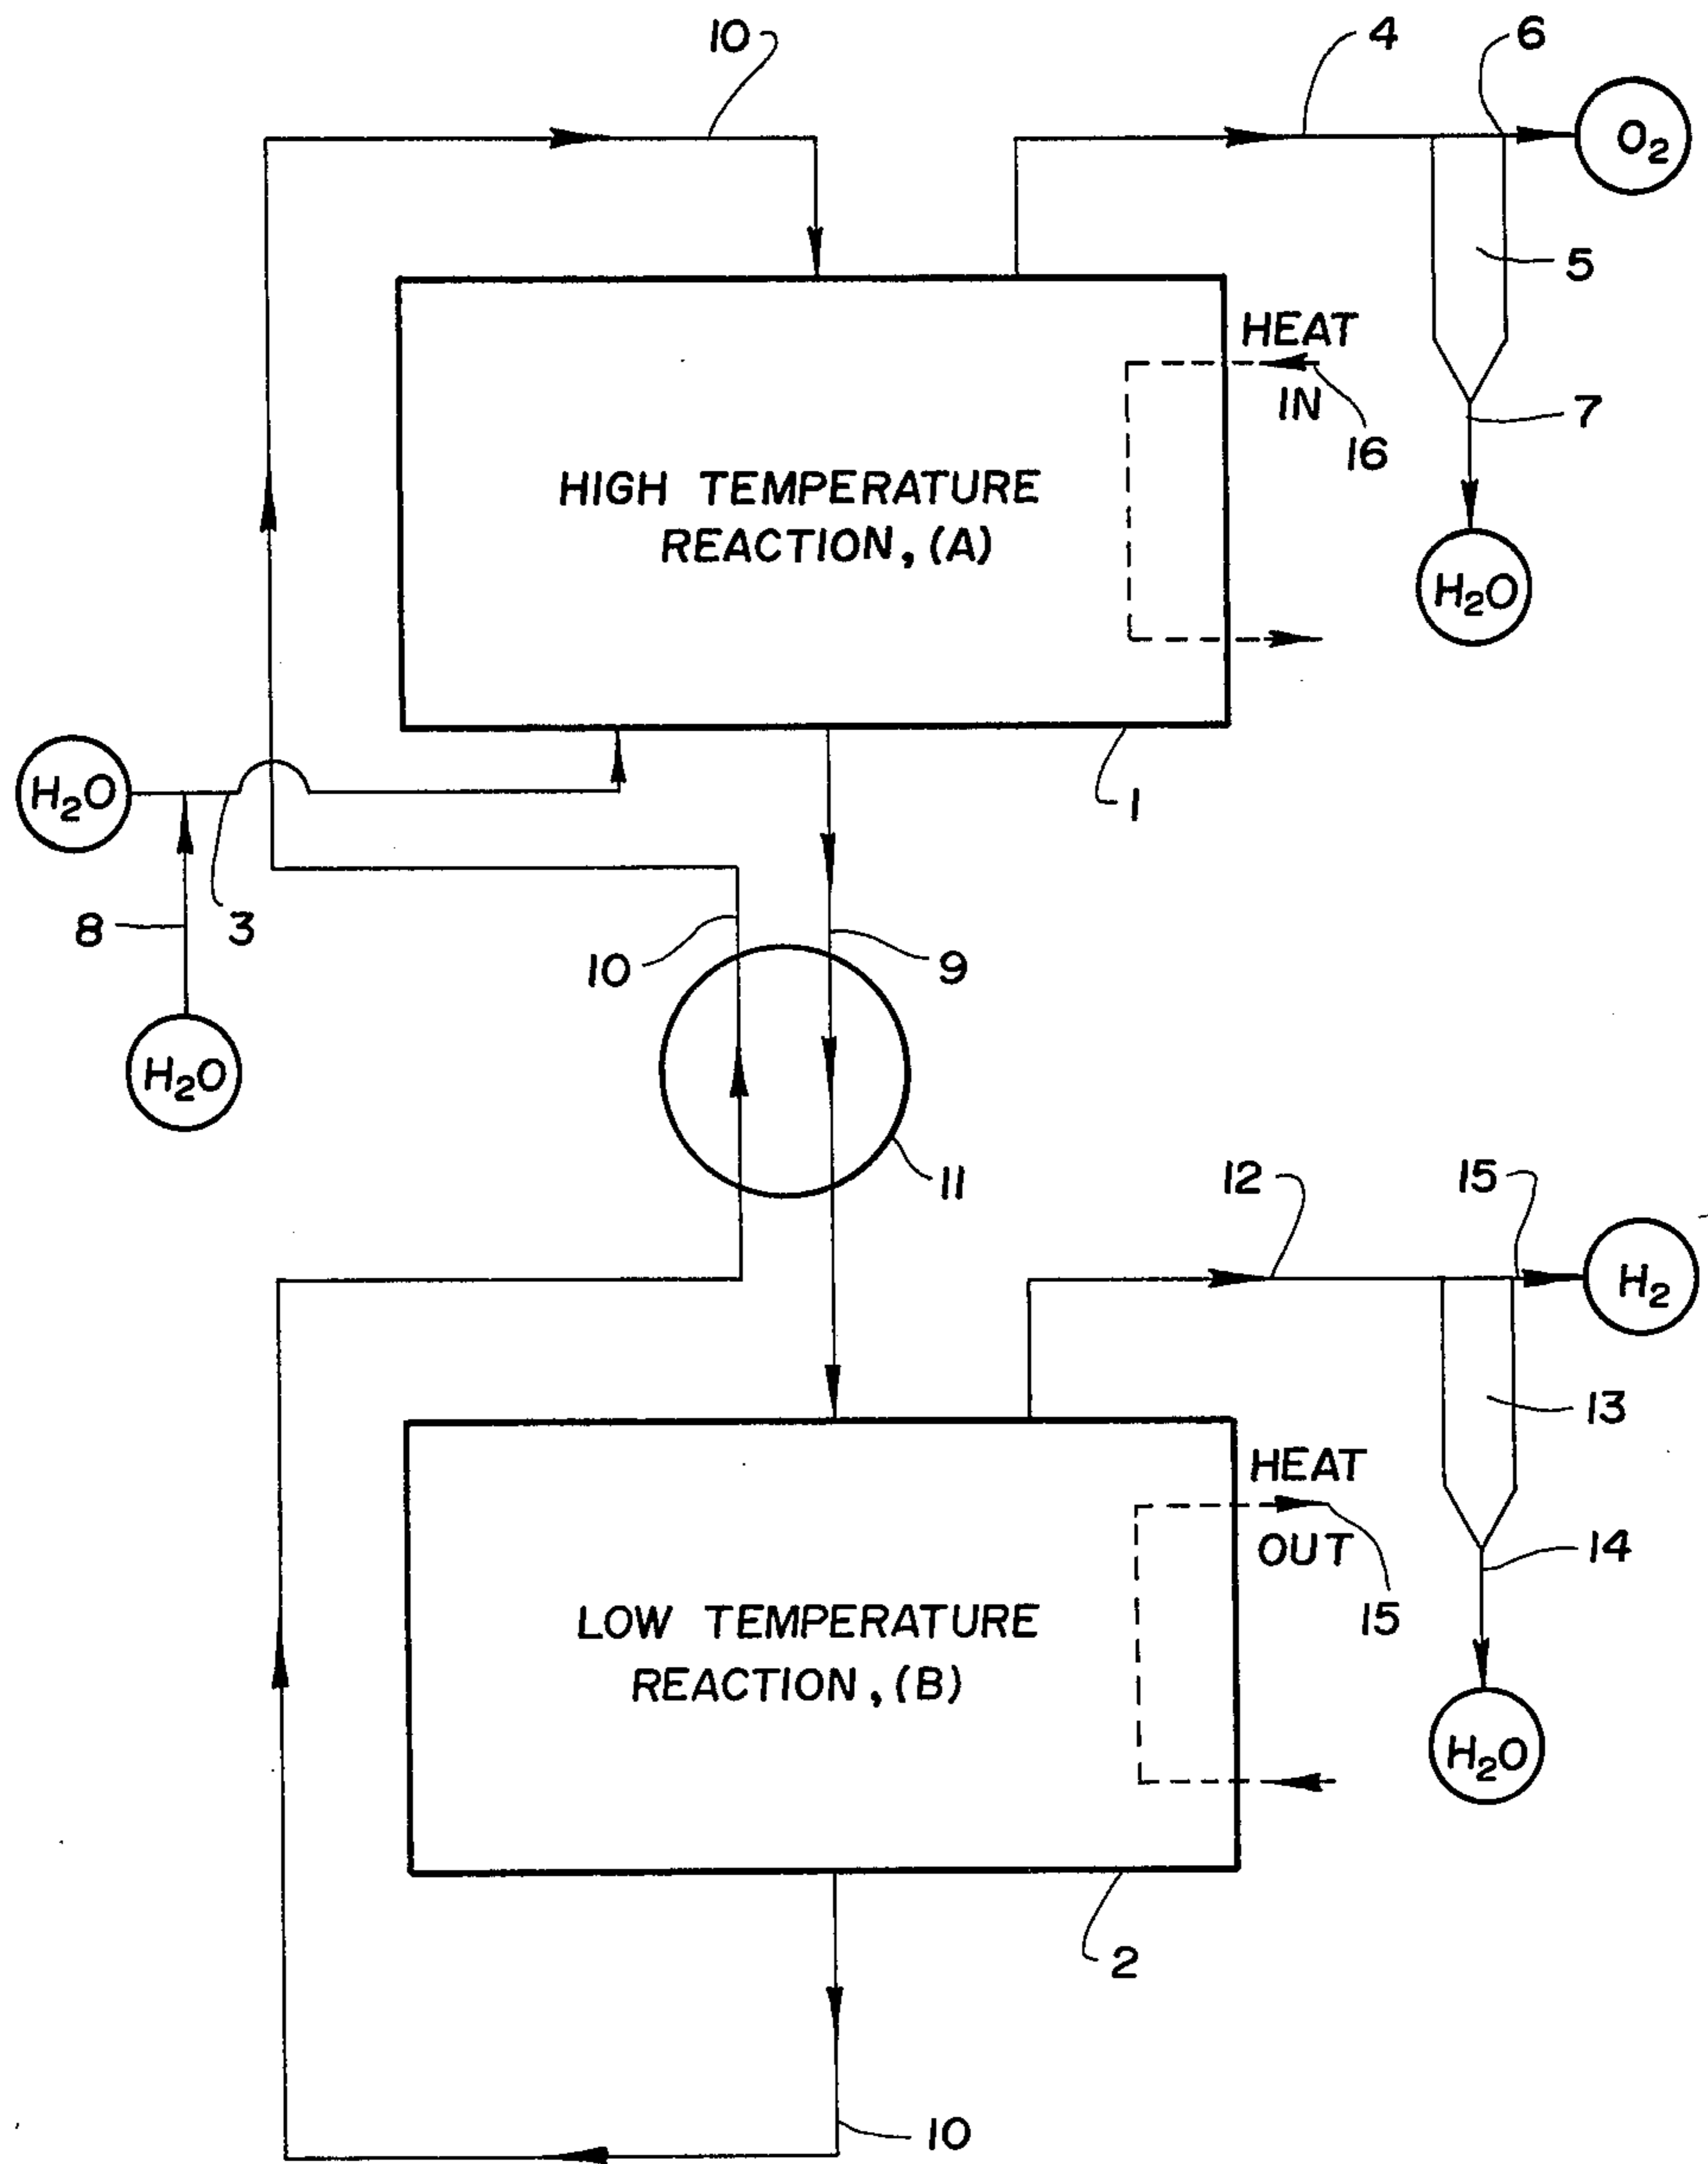 10
4
6
O₂
5
HEAT
IN
16
7
H₂O
HIGH TEMPERATURE
REACTION, (A)
H₂O
1
3
8
10
9
H₂O
11
12
15
H₂
13
HEAT
OUT
15
14
H₂O
LOW TEMPERATURE
REACTION, (B)
2
10